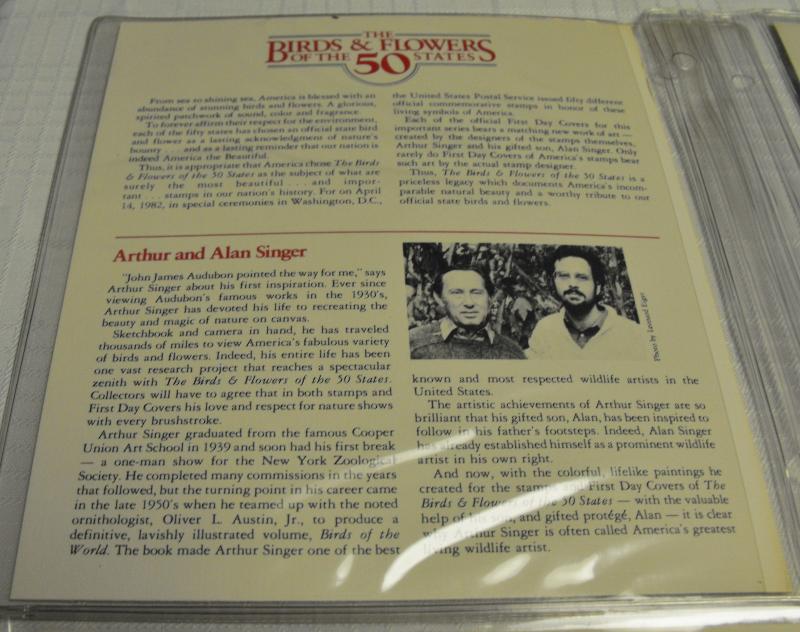 THE
BIRDS & FLOWERS
OF THE 50 STATES
From sea to shining sea, America is blessed with an
abundance of stunning birds and flowers. A glorious,
spirited patchwork of sound, color and fragrance.
To forever affirm their respect for the environment,
each of the fifty states has chosen an official state bird
and flower as a lasting acknowledgment of nature's
bounty . . . and as a lasting reminder that our nation is
indeed America the Beautiful.
Thus, it is appropriate that America chose The Birds
& Flowers of the 50 States as the subject of what are
surely the most beautiful . . . and impor-
tant . . . stamps in our nation's history. For on April
14, 1982, in special ceremonies in Washington, D.C.,
the United States Postal Service issued fifty different
official commemorative stamps in honor of these
living symbols of America.
Each of the official First Day Covers for this
important series bears a matching new work of art —
created by the designers of the stamps themselves,
Arthur Singer and his gifted son, Alan Singer. Only
rarely do First Day Covers of America's stamps bear
such art by the actual stamp designer.
Thus, The Birds & Flowers of the 50 States is a
priceless legacy which documents America's incom-
parable natural beauty and a worthy tribute to our
official state birds and flowers.
Arthur and Alan Singer
"John James Audubon pointed the way for me," says
Arthur Singer about his first inspiration. Ever since
viewing Audubon's famous works in the 1930's,
Arthur Singer has devoted his life to recreating the
beauty and magic of nature on canvas.
Sketchbook and camera in hand, he has traveled
thousands of miles to view America's fabulous variety
of birds and flowers. Indeed, his entire life has been
one vast research project that reaches a spectacular
zenith with The Birds & Flowers of the 50 States.
Collectors will have to agree that in both stamps and
First Day Covers his love and respect for nature shows
with every brushstroke.
Arthur Singer graduated from the famous Cooper
Union Art School in 1939 and soon had his first break
— a one-man show for the New York Zoological
Society. He completed many commissions in the years
that followed, but the turning point in his career came
in the late 1950's when he teamed up with the noted
ornithologist, Oliver L. Austin, Jr., to produce a
definitive, lavishly illustrated volume, Birds of the
World. The book made Arthur Singer one of the best
Photo by Leonard Eiger
known and most respected wildlife artists in the
United States.
The artistic achievements of Arthur Singer are so
brilliant that his gifted son, Alan, has been inspired to
follow in his father's footsteps. Indeed, Alan Singer
has already established himself as a prominent wildlife
artist in his own right.
And now, with the colorful, lifelike paintings he
created for the stamps and First Day Covers of The
Birds & Flowers of the 50 States — with the valuable
help of his son, and gifted protégé, Alan — it is clear
why Arthur Singer is often called America's greatest
living wildlife artist.